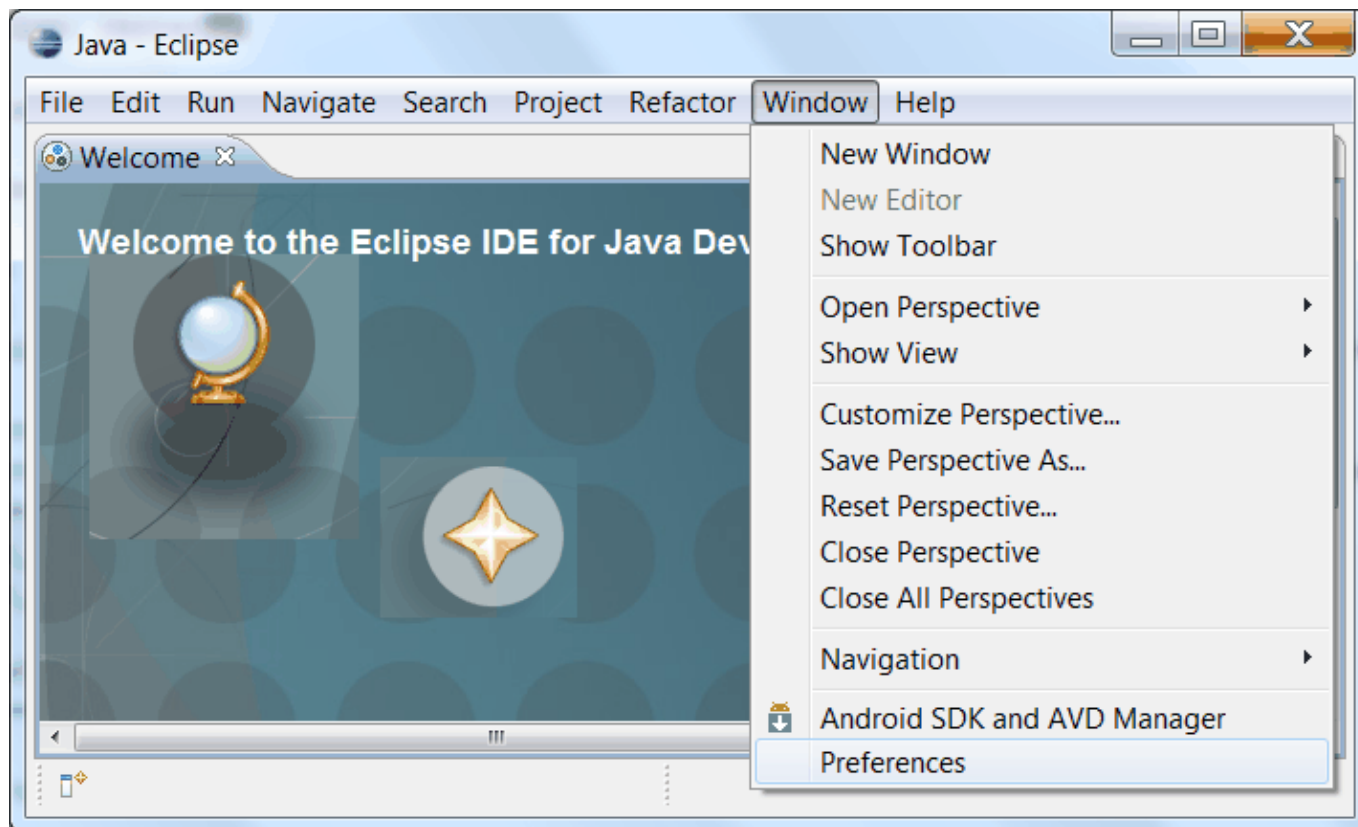 Java - Eclipse
File Edit Run Navigate Search Project Refactor Window Help
Welcome
Welcome to the Eclipse IDE for Java Dev
New Window
New Editor
Show Toolbar
Open Perspective
Show View
Customize Perspective...
Save Perspective As...
Reset Perspective...
Close Perspective
Close All Perspectives
Navigation
Android SDK and AVD Manager
Preferences